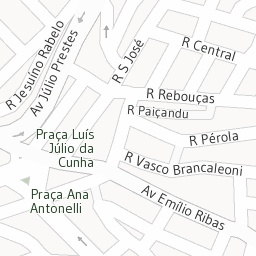 R Jesuíno Rabelo
Av Júlio Prestes
R S José
R Central
R Rebouças
R Paiçandu
R Pérola
Praça Luís
Júlio da
Cunha
R Vasco Brancaleoni
Praça Ana
Antonelli
Av Emílio Ribas